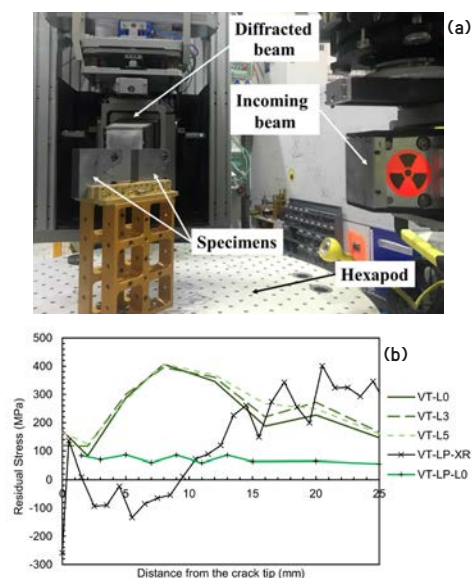 (a)
Diffracted
beam
Incoming
beam
Specimens
Hexapod
(b)
Residual Stress (MPa)
500
400
300
200
100
0
-100
-200
-300
0 5 10 15 20 25
Distance from the crack tip (mm)
VT-L0
VT-L3
VT-L5
VT-LP-XR
VT-LP-L0